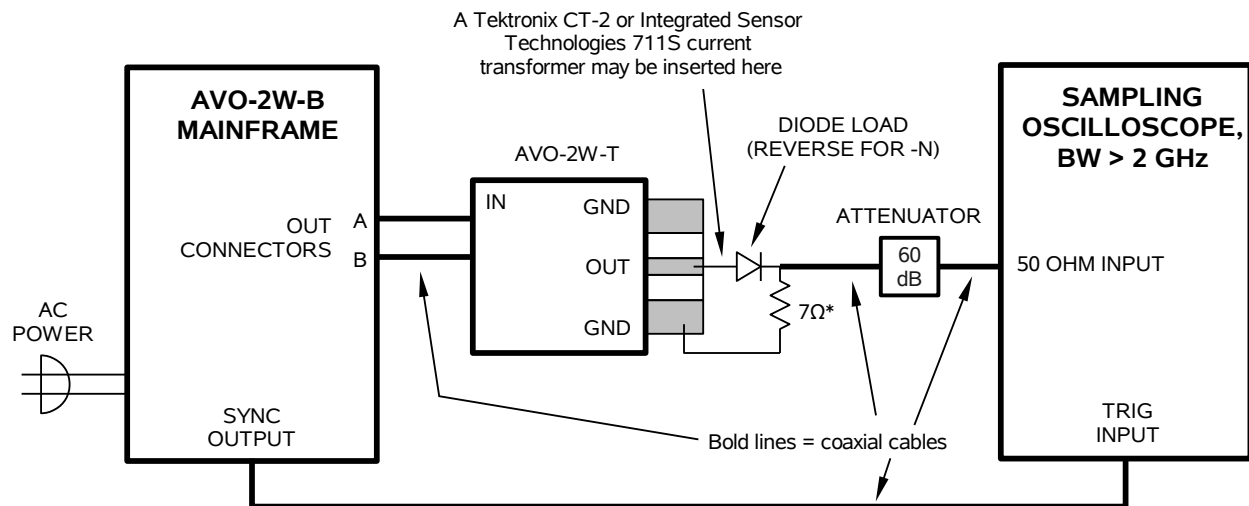 A Tektronix CT-2 or Integrated Sensor
Technologies 711S current
transformer may be inserted here
AVO-2W-B
MAINFRAME
SAMPLING
OSCILLOSCOPE,
BW > 2 GHz
DIODE LOAD
(REVERSE FOR -N)
AVO-2W-T
IN
GND
OUT
GND
OUT
CONNECTORS
A
B
ATTENUATOR
60
dB
50 OHM INPUT
7Ω*
AC
POWER
SYNC
OUTPUT
Bold lines = coaxial cables
TRIG
INPUT